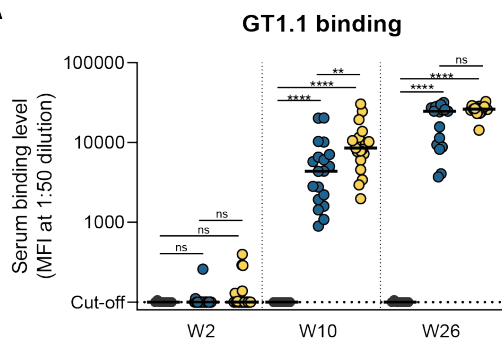 GT1.1 binding
Serum binding level
(MFI at 1:50 dilution)
100000
10000
1000
Cut-off
ns
ns
ns
**
****
****
ns
****
****
W2
W10
W26